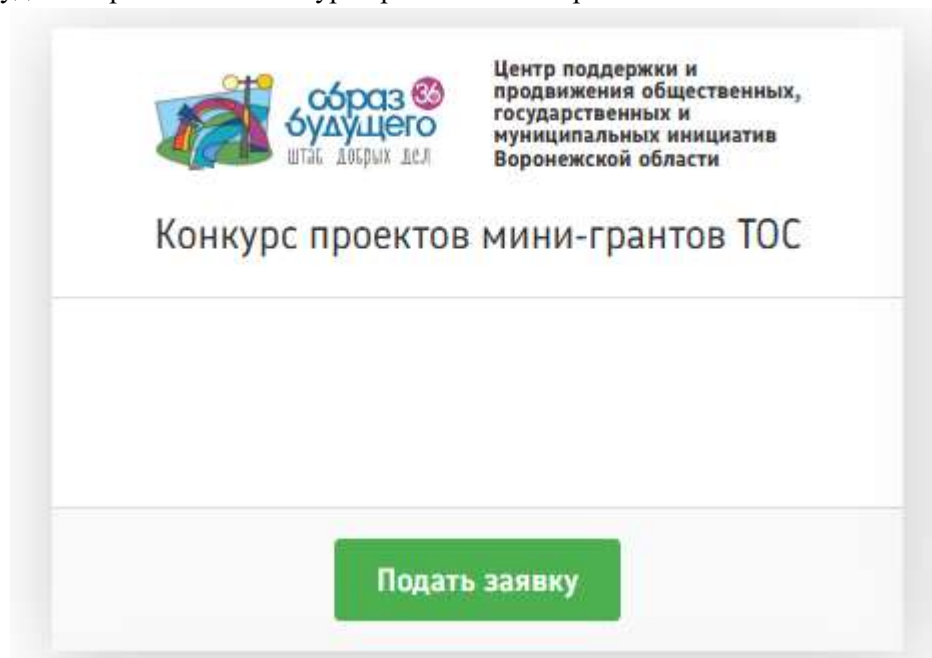 образ 36
будущего
штаб добрых дел
Центр поддержки и
продвижения общественных,
государственных и
муниципальных инициатив
Воронежской области
Конкурс проектов мини-грантов ТОС
Подать заявку